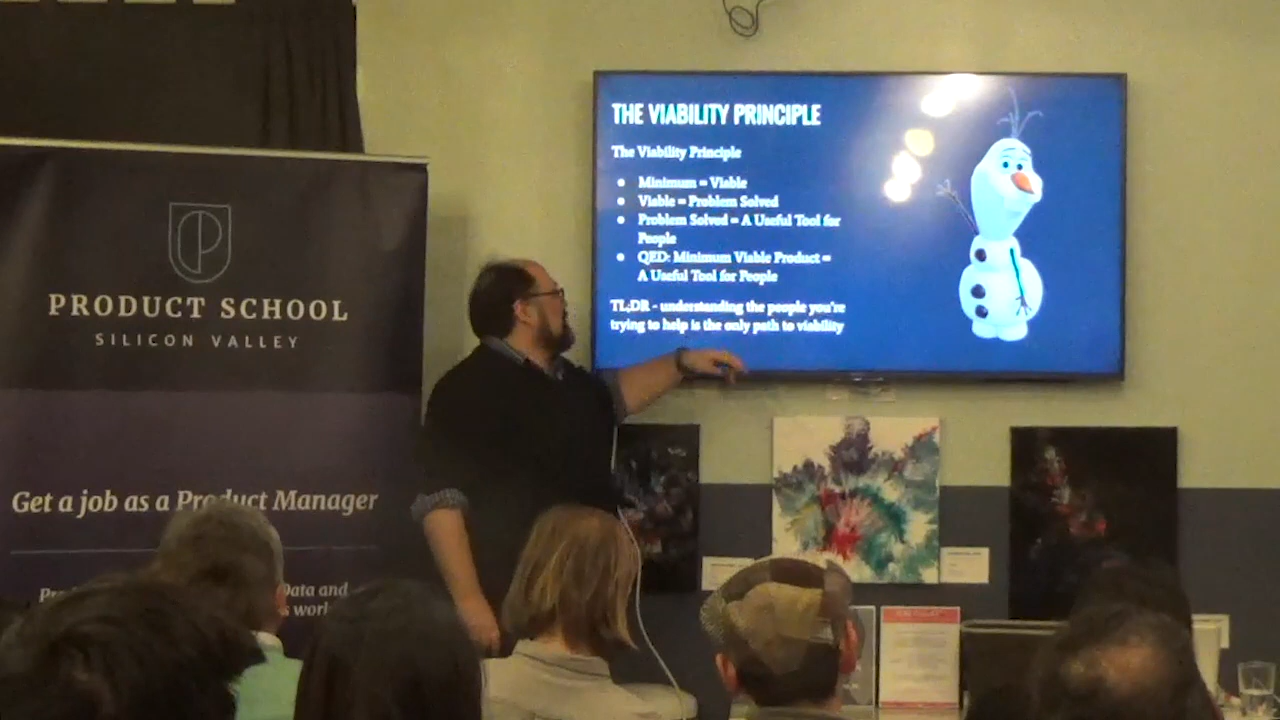 PRODUCT SCHOOL
SILICON VALLEY
Get a job as a Product Manager
Data and
THE VIABILITY PRINCIPLE
The Viability Principle
• Minimum = Viable
• Viable = Problem Solved
• Problem Solved = A Useful Tool for
People
• QED: Minimum Viable Product =
A Useful Tool for People
TL;DR - understanding the people you're
trying to help is the only path to viability